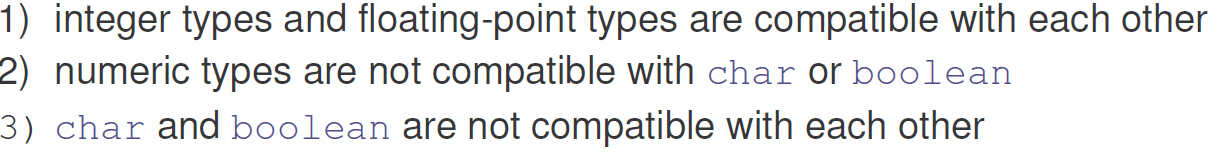 1) integer types and floating-point types are compatible with each other
2) numeric types are not compatible with char or boolean
3) char and boolean are not compatible with each other